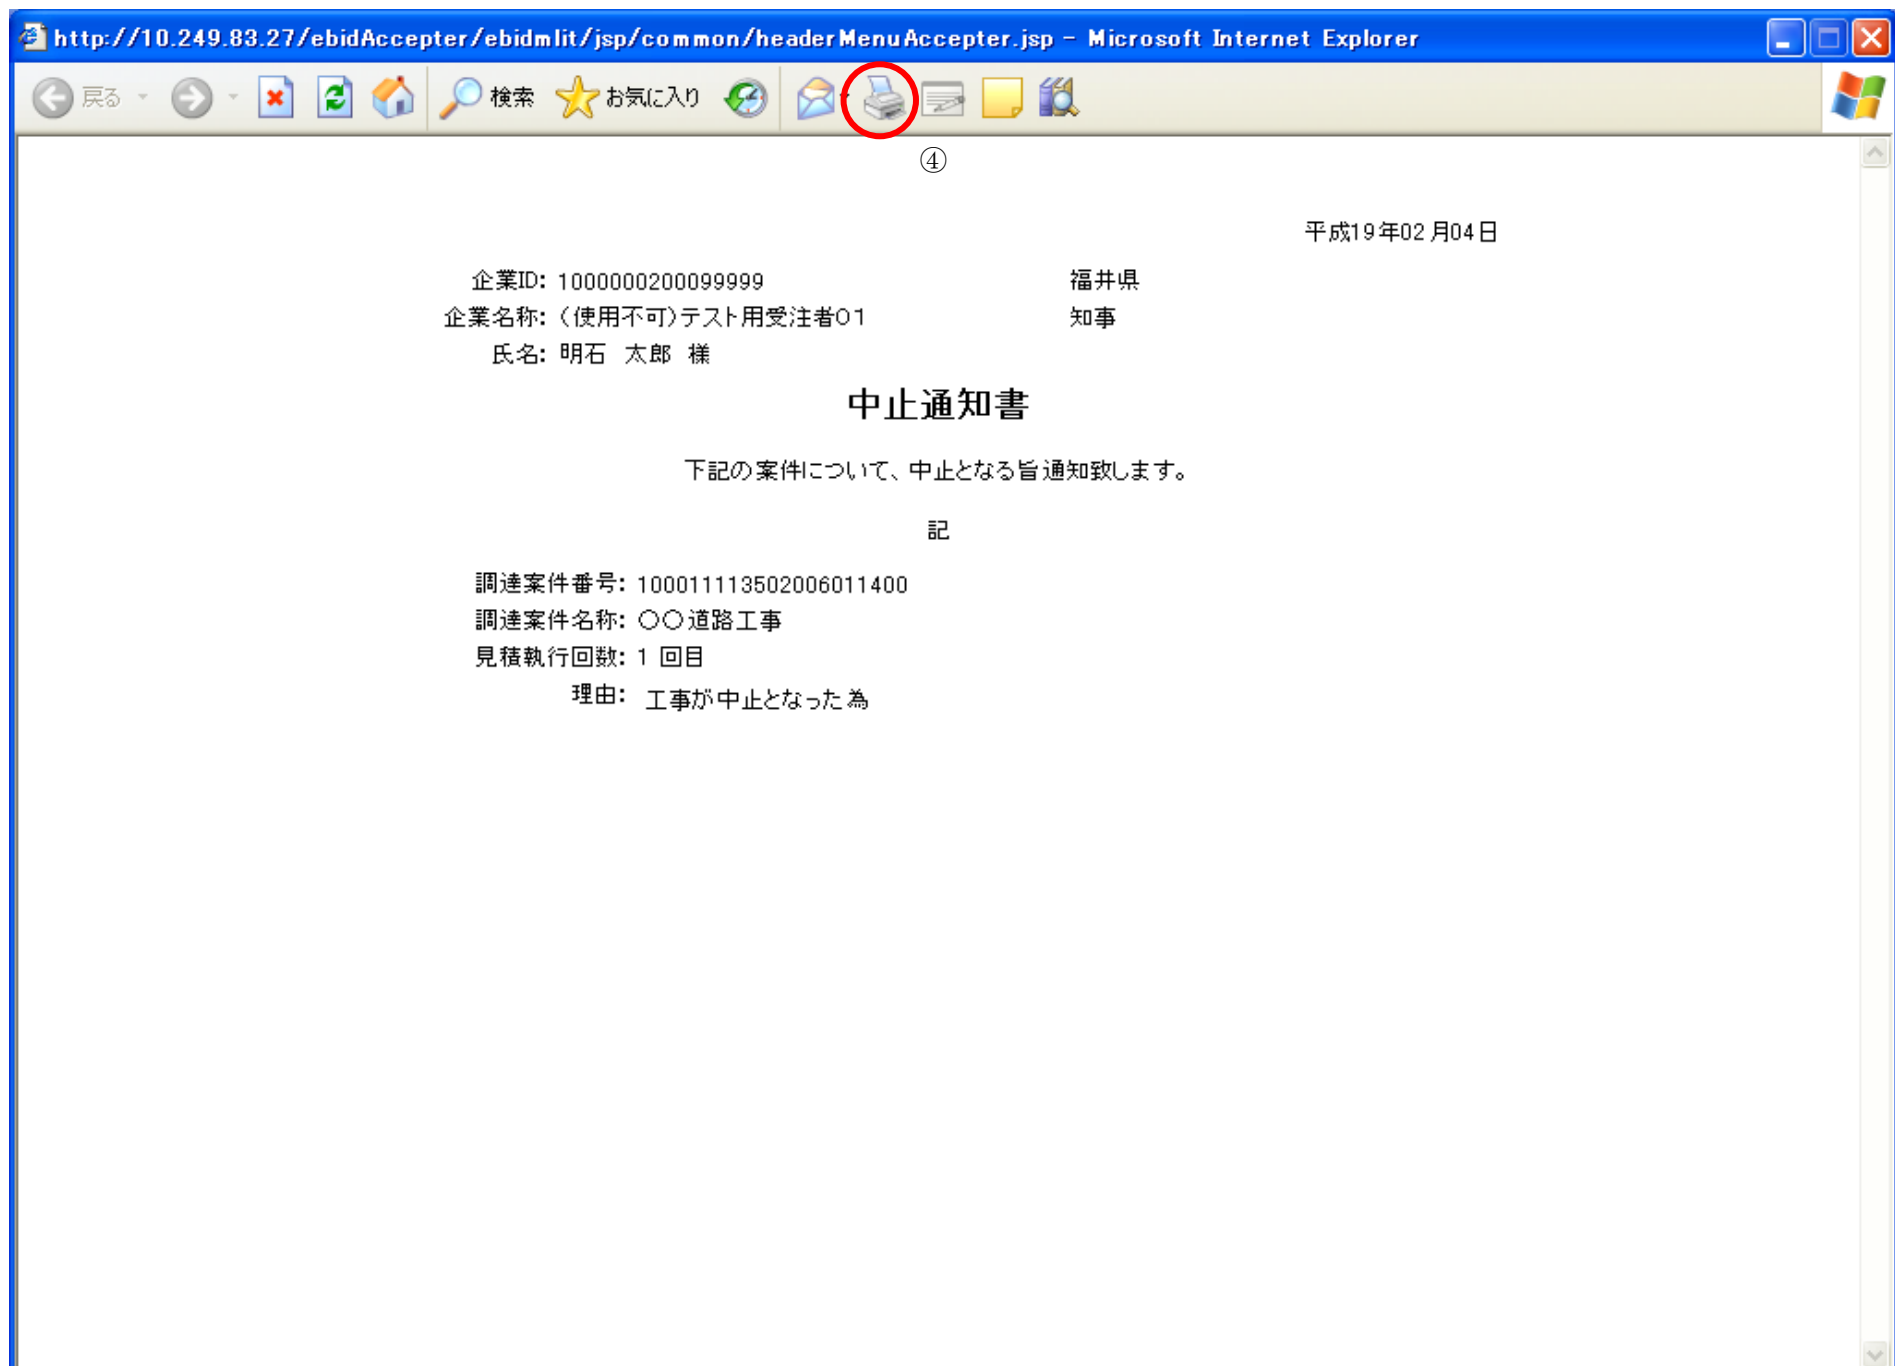 http://10.249.83.27/ebidAccepter/ebidmlit/jsp/common/headerMenuAccepter.jsp - Microsoft Internet Explorer
戻る 検索 お気に入り
④
平成19年02月04日
企業ID: 1000000200099999 福井県
企業名称: (使用不可)テスト用受注者01 知事
氏名: 明石 太郎 様
中止通知書
下記の案件について、中止となる旨通知致します。
記
調達案件番号: 100011113502006011400
調達案件名称: ○○道路工事
見積執行回数: 1 回目
理由: 工事が中止となった為